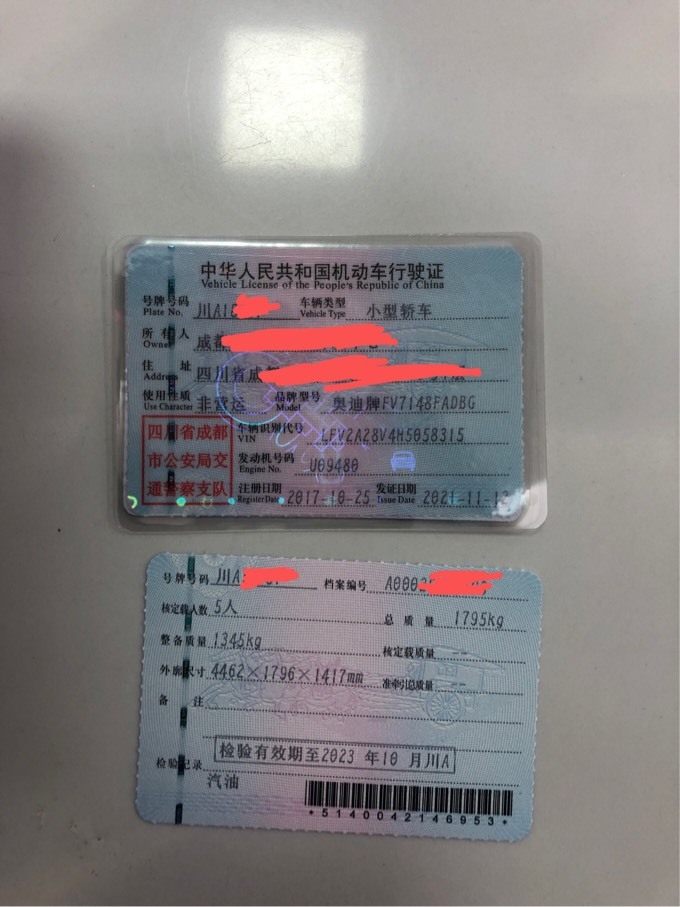 中华人民共和国机动车行驶证
Vehicle License of the People's Republic of China
号牌号码 川A 车辆类型 小型轿车
Plate No. Vehicle Type
所有人 成都
Owner
住址 四川省成都
Address
使用性质 非营运 品牌型号 奥迪牌FV7148FADBG
Use Character Model
四川省成都
市公安局交
通警察支队
车辆识别代号 LFV2A28V4H5058315
VIN
发动机号码 U09480
Engine No.
注册日期 2017-10-25 发证日期 2021-11-12
Register Date Issue Date
号牌号码 川A 档案编号 A000
核定载人数 5人 总质量 1795kg
整备质量 1345kg 核定载质量 --
外廓尺寸 4462×1796×1417mm 准牵引总质量 --
备注
检验有效期至2023 年10 月川A
检验记录
汽油
*5140042146953*